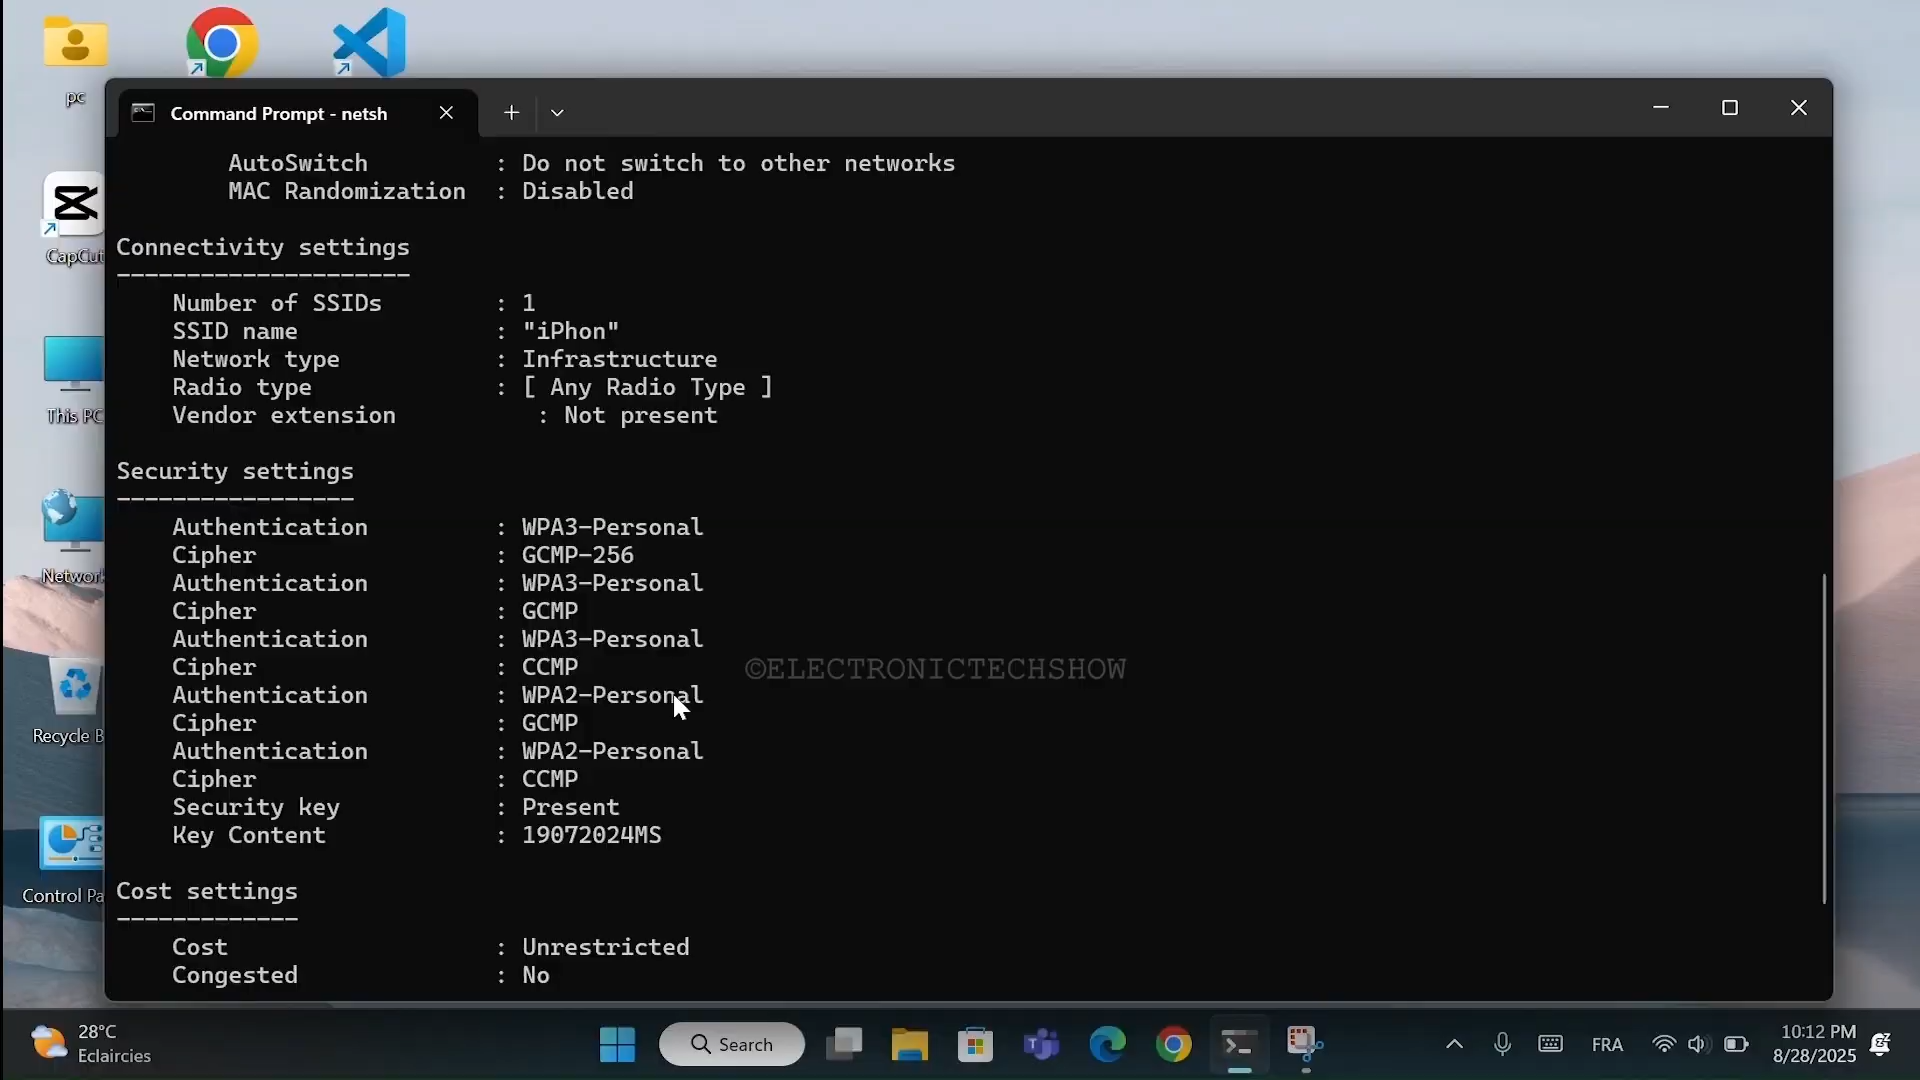 pc
Command Prompt - netsh
AutoSwitch : Do not switch to other networks
MAC Randomization : Disabled
CapCut
Connectivity settings
---------------------
Number of SSIDs : 1
SSID name : "iPhon"
Network type : Infrastructure
Radio type : [ Any Radio Type ]
Vendor extension : Not present
This PC
Security settings
-----------------
Authentication : WPA3-Personal
Cipher : GCMP-256
Authentication : WPA3-Personal
Cipher : GCMP
Authentication : WPA3-Personal
Cipher : CCMP
Authentication : WPA2-Personal
Cipher : GCMP
Authentication : WPA2-Personal
Cipher : CCMP
Security key : Present
Key Content : 19072024MS
Network
©ELECTRONICTECHSHOW
Recycle B
Control Pa
Cost settings
-------------
Cost : Unrestricted
Congested : No
28°C
Eclaircies
Search
FRA
10:12 PM
8/28/2025